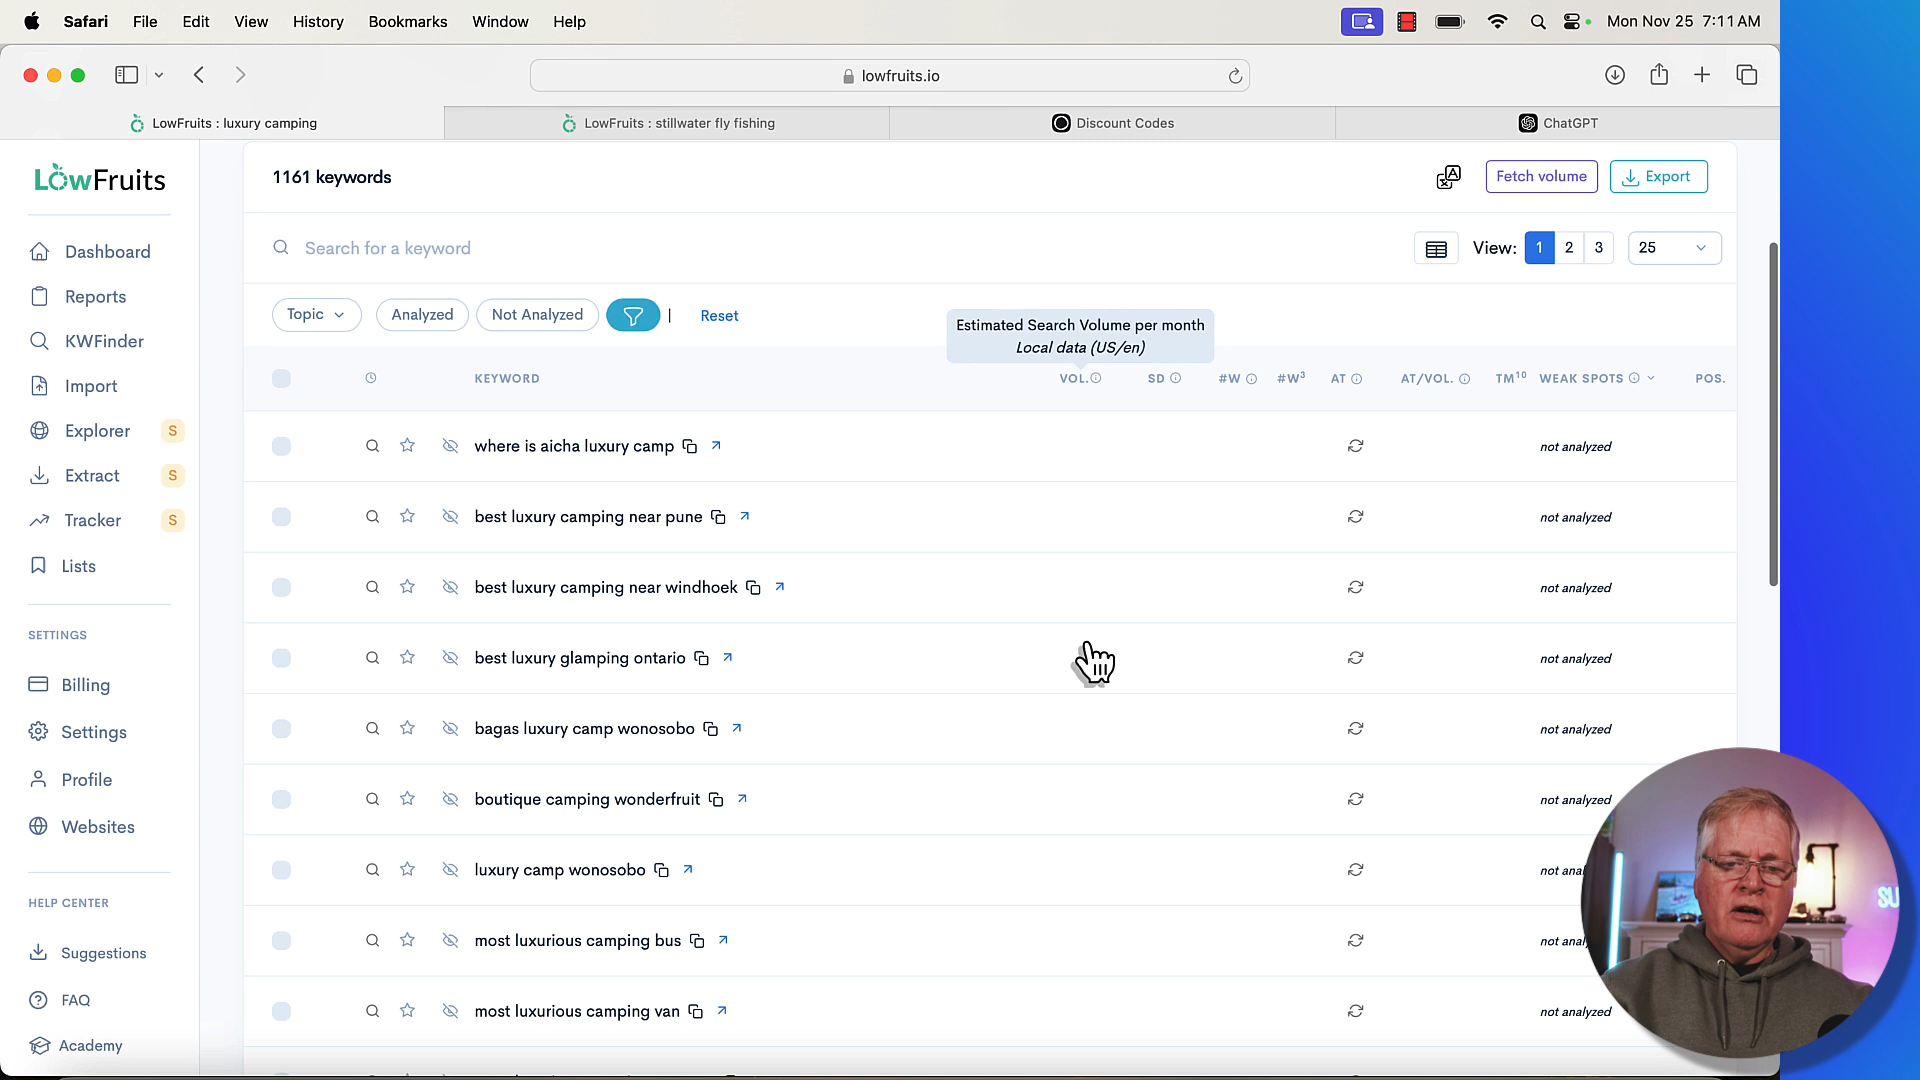 Safari File Edit View History Bookmarks Window Help Mon Nov 25 7:11 AM
lowfruits.io
LowFruits : luxury camping LowFruits : stillwater fly fishing Discount Codes ChatGPT
LowFruits
Dashboard
Reports
KWFinder
Import
Explorer S
Extract S
Tracker S
Lists
SETTINGS
Billing
Settings
Profile
Websites
HELP CENTER
Suggestions
FAQ
Academy
1161 keywords Fetch volume Export
Search for a keyword View: 1 2 3 25
Topic Analyzed Not Analyzed | Reset
Estimated Search Volume per month
Local data (US/en)
KEYWORD VOL. SD #W #W³ AT AT/VOL. TM¹⁰ WEAK SPOTS POS.
where is aicha luxury camp not analyzed
best luxury camping near pune not analyzed
best luxury camping near windhoek not analyzed
best luxury glamping ontario not analyzed
bagas luxury camp wonosobo not analyzed
boutique camping wonderfruit not analyzed
luxury camp wonosobo not ana
most luxurious camping bus not anal
most luxurious camping van not analyzed
SU